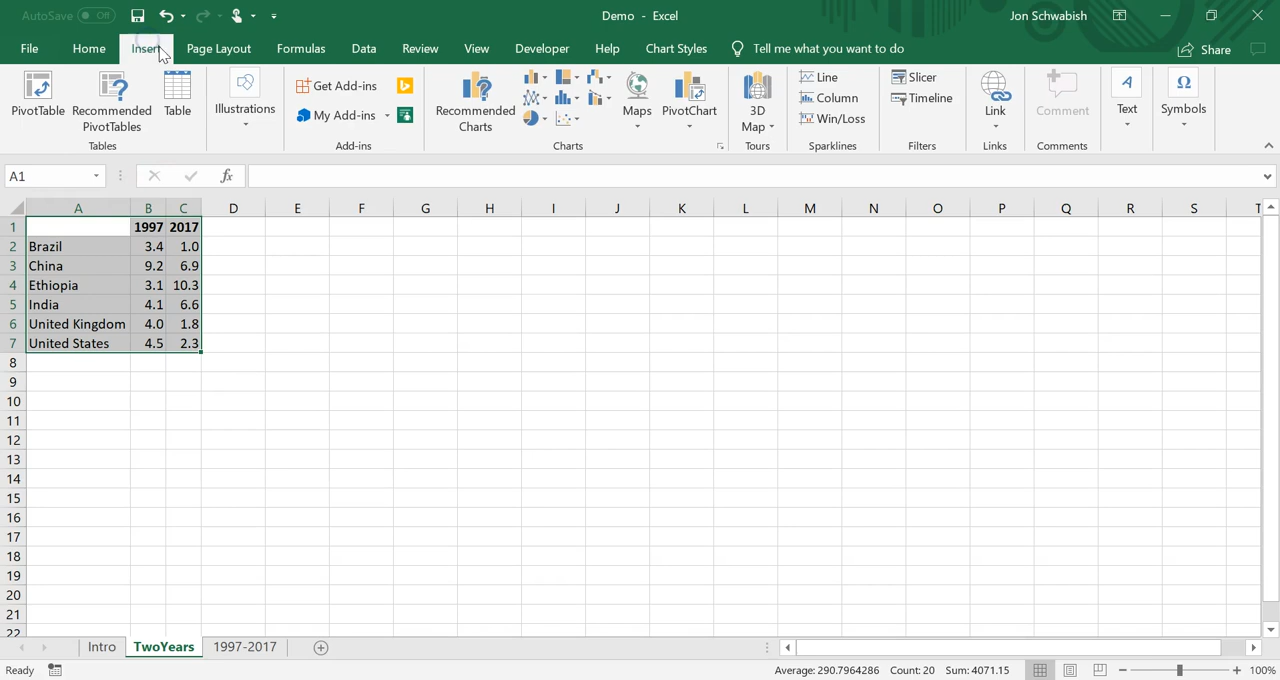 AutoSave Off Demo - Excel Jon Schwabish
File Home Insert Page Layout Formulas Data Review View Developer Help Chart Styles Tell me what you want to do Share
PivotTable Recommended PivotTables Table Illustrations Get Add-ins My Add-ins Recommended Charts Maps PivotChart 3D Map Line Column Win/Loss Slicer Timeline Link Comment Text Symbols
Tables Add-ins Charts Tours Sparklines Filters Links Comments
A1 fx
A B C D E F G H I J K L M N O P Q R S T
1 1997 2017
2 Brazil 3.4 1.0
3 China 9.2 6.9
4 Ethiopia 3.1 10.3
5 India 4.1 6.6
6 United Kingdom 4.0 1.8
7 United States 4.5 2.3
8
9
10
11
12
13
14
15
16
17
18
19
20
21
22
Intro TwoYears 1997-2017
Ready Average: 290.7964286 Count: 20 Sum: 4071.15 100%